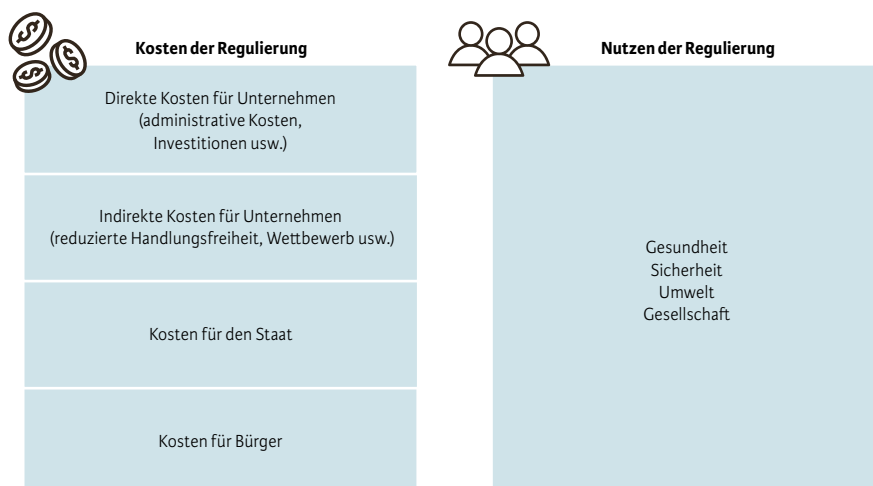 Kosten der Regulierung
Direkte Kosten für Unternehmen
(administrative Kosten,
Investitionen usw.)
Indirekte Kosten für Unternehmen
(reduzierte Handlungsfreiheit, Wettbewerb usw.)
Kosten für den Staat
Kosten für Bürger
Nutzen der Regulierung
Gesundheit
Sicherheit
Umwelt
Gesellschaft